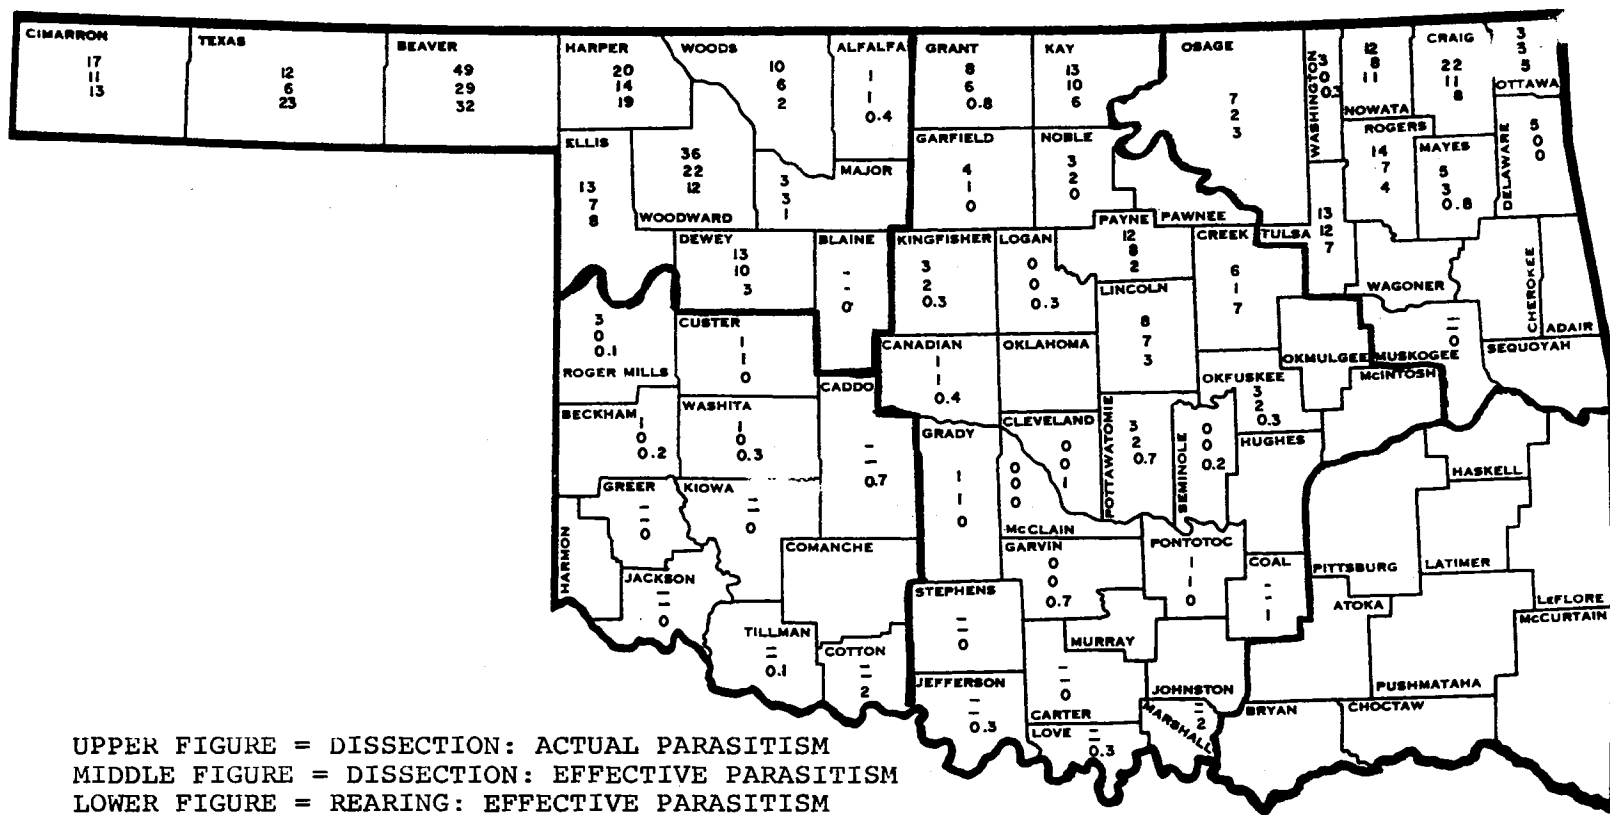 CIMARRON
17
11
13
TEXAS
12
6
23
BEAVER
49
29
32
HARPER
20
14
19
WOODS
10
6
2
ALFALFA
1
1
0.4
GRANT
8
6
0.8
KAY
13
10
6
OSAGE
7
2
3
WASHINGTON
3
0
0.3
12
8
11
NOWATA
CRAIG
22
11
8
3
3
5
OTTAWA
ELLIS
13
7
8
36
22
12
WOODWARD
MAJOR
3
3
1
GARFIELD
4
1
0
NOBLE
3
2
0
PAWNEE
ROGERS
14
7
4
MAYES
5
3
0.8
DELAWARE
5
0
0
DEWEY
13
10
3
BLAINE
-
-
0
KINGFISHER
3
2
0.3
LOGAN
0
0
0.3
PAYNE
12
8
2
CREEK
6
1
7
TULSA
13
12
7
WAGONER
CHEROKEE
ADAIR
3
0
0.1
ROGER MILLS
CUSTER
1
1
0
CANADIAN
1
1
0.4
OKLAHOMA
LINCOLN
8
7
3
OKMULGEE
MUSKOGEE
-
-
0
SEQUOYAH
BECKHAM
1
0
0.2
WASHITA
1
0
0.3
CADDO
-
-
0.7
GRADY
1
1
0
CLEVELAND
0
0
1
POTTAWATOMIE
3
2
0.7
SEMINOLE
0
0
0.2
OKFUSKEE
3
2
0.3
HUGHES
McINTOSH
HASKELL
GREER
-
-
0
KIOWA
-
-
0
HARMON
JACKSON
-
-
0
COMANCHE
0
0
0
McCLAIN
GARVIN
0
0
0.7
PONTOTOC
1
1
0
COAL
-
-
1
PITTSBURG
LATIMER
LeFLORE
TILLMAN
-
-
0.1
COTTON
-
-
2
STEPHENS
-
-
0
JEFFERSON
-
-
0.3
MURRAY
-
-
0
CARTER
LOVE
-
0.3
JOHNSTON
MARSHALL
-
2
ATOKA
BRYAN
PUSHMATAHA
CHOCTAW
McCURTAIN
UPPER FIGURE = DISSECTION: ACTUAL PARASITISM
MIDDLE FIGURE = DISSECTION: EFFECTIVE PARASITISM
LOWER FIGURE = REARING: EFFECTIVE PARASITISM